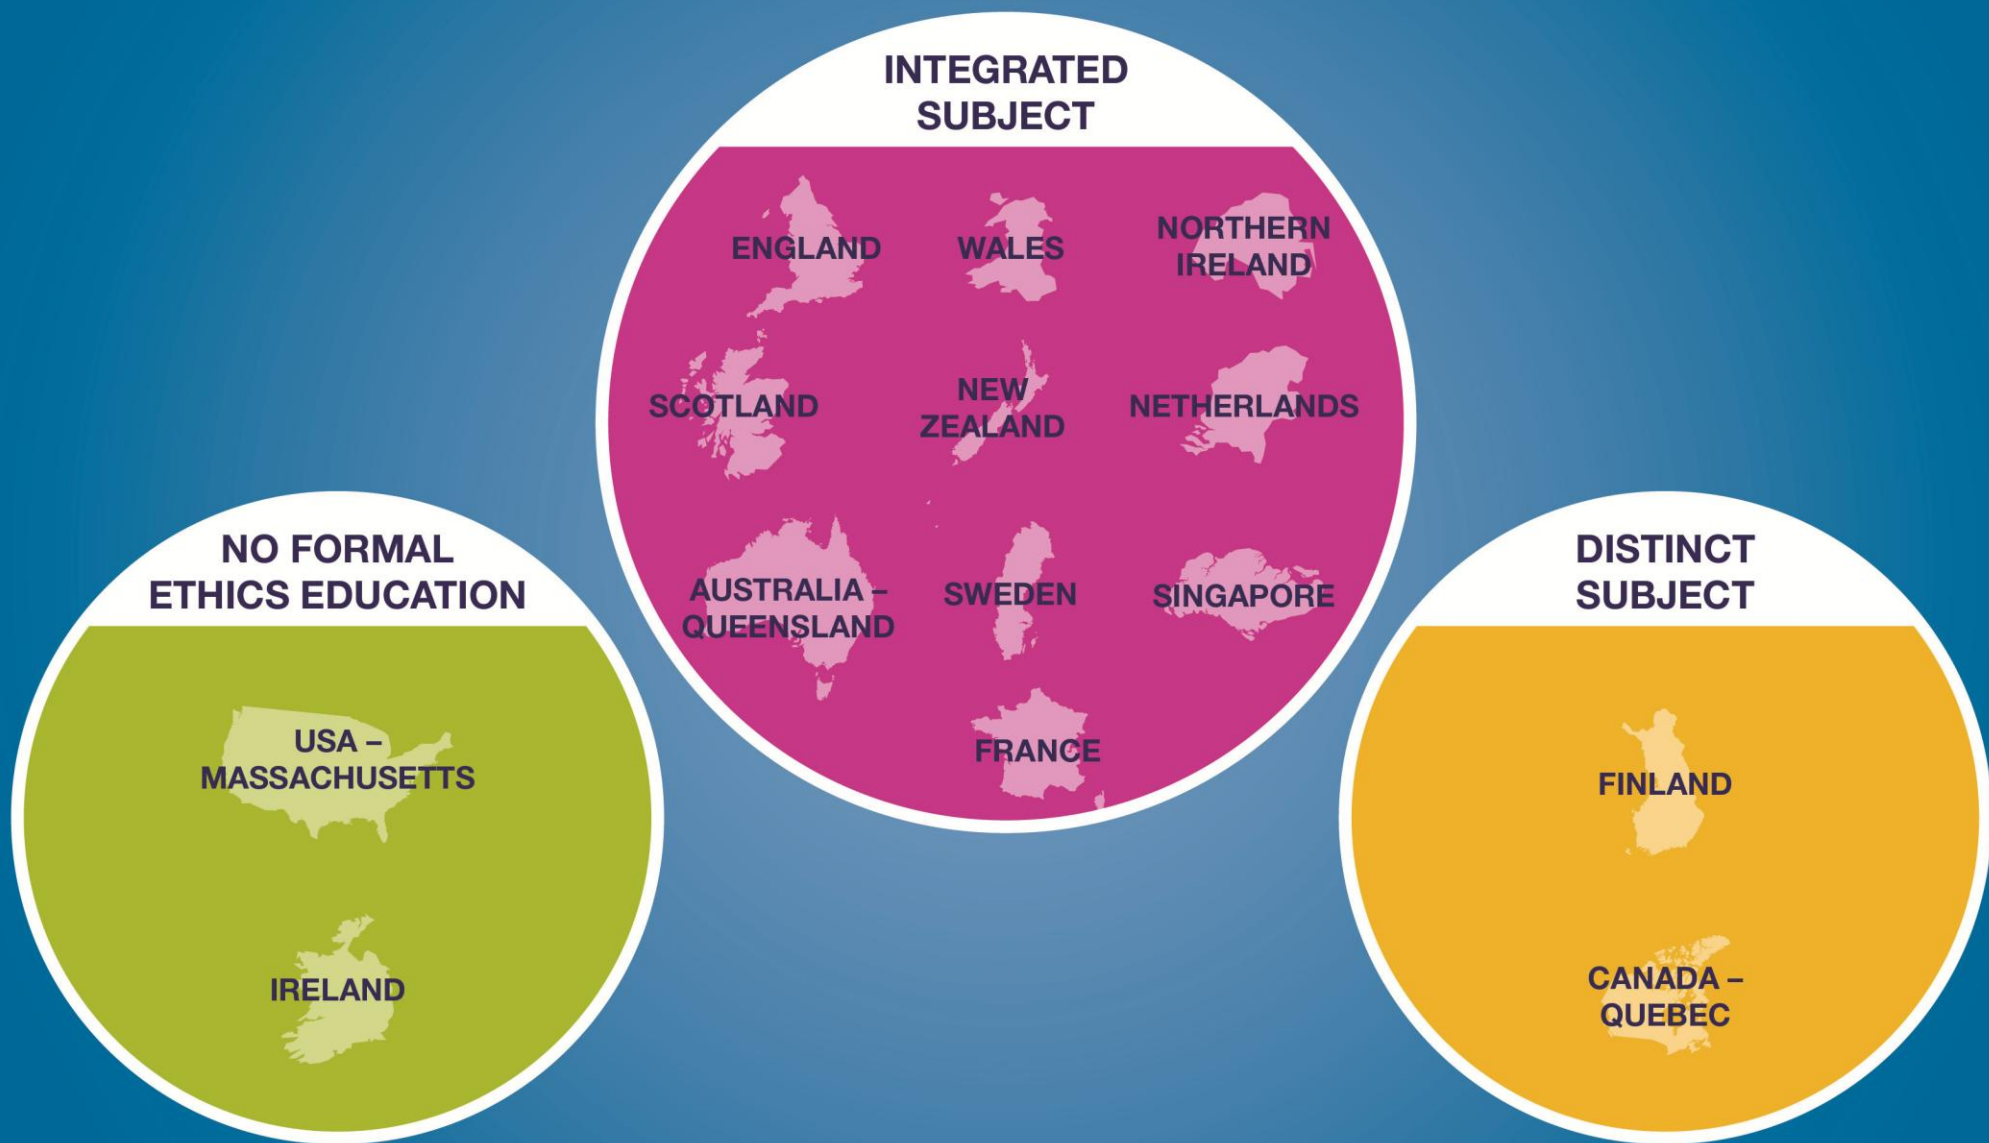 INTEGRATED
SUBJECT
ENGLAND
WALES
NORTHERN
IRELAND
SCOTLAND
NEW
ZEALAND
NETHERLANDS
AUSTRALIA –
QUEENSLAND
SWEDEN
SINGAPORE
FRANCE
NO FORMAL
ETHICS EDUCATION
USA –
MASSACHUSETTS
IRELAND
DISTINCT
SUBJECT
FINLAND
CANADA –
QUEBEC